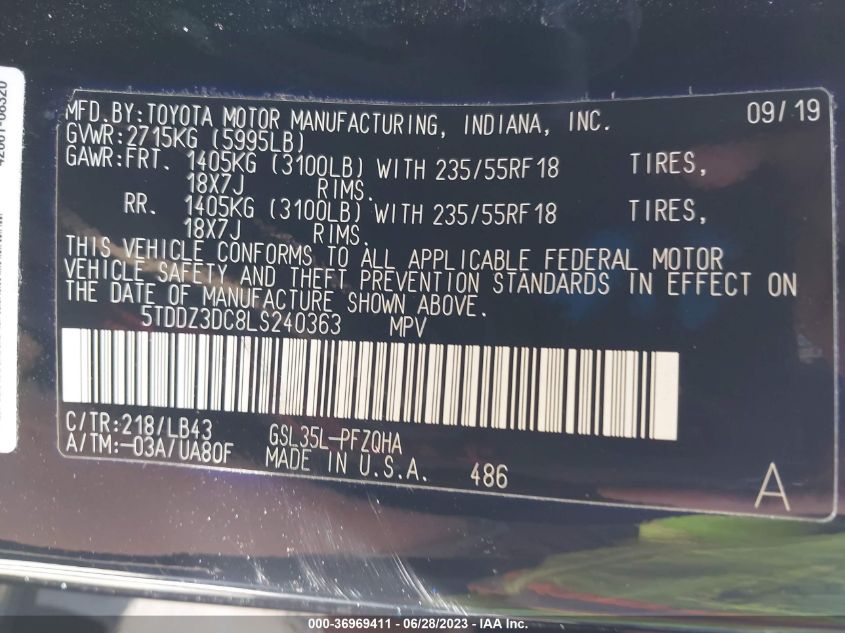 42661-06320
MFD.BY:TOYOTA MOTOR MANUFACTURING, INDIANA, INC. 09/19
GVWR:2715KG (5995LB)
GAWR:FRT. 1405KG (3100LB) WITH 235/55RF18 TIRES,
18X7J RIMS.
RR. 1405KG (3100LB) WITH 235/55RF18 TIRES,
18X7J RIMS.
THIS VEHICLE CONFORMS TO ALL APPLICABLE FEDERAL MOTOR
VEHICLE SAFETY AND THEFT PREVENTION STANDARDS IN EFFECT ON
THE DATE OF MANUFACTURE SHOWN ABOVE.
5TDDZ3DC8LS240363 MPV
C/TR:218/LB43 GSL35L-PFZQHA
A/TM:-03A/UA80F MADE IN U.S.A. 486 A
000-36969411 - 06/28/2023 - IAA Inc.